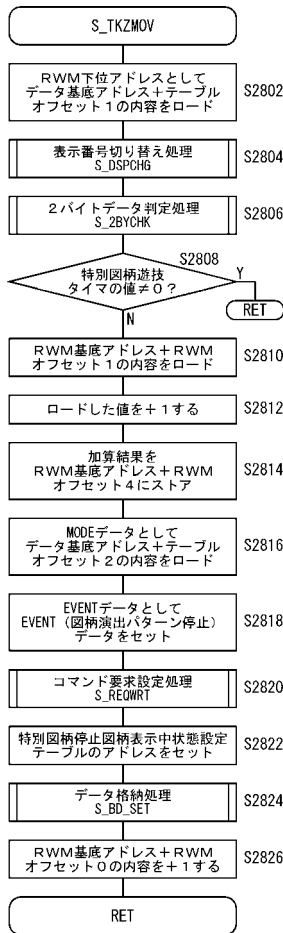 S_TKZMOV
RWM下位アドレスとして
データ基底アドレス+テーブル
オフセット1の内容をロード
S2802
表示番号切り替え処理
S_DSPCHG
S2804
2バイトデータ判定処理
S_2BYCHK
S2806
S2808
特別図柄遊技
タイマの値≠0?
Y
RET
N
RWM基底アドレス+RWM
オフセット1の内容をロード
S2810
ロードした値を+1する
S2812
加算結果を
RWM基底アドレス+RWM
オフセット4にストア
S2814
MODEデータとして
データ基底アドレス+テーブル
オフセット2の内容をロード
S2816
EVENTデータとして
EVENT(図柄演出パターン停止)
データをセット
S2818
コマンド要求設定処理
S_REQWRT
S2820
特別図柄停止図柄表示中状態設定
テーブルのアドレスをセット
S2822
データ格納処理
S_BD_SET
S2824
RWM基底アドレス+RWM
オフセット0の内容を+1する
S2826
RET